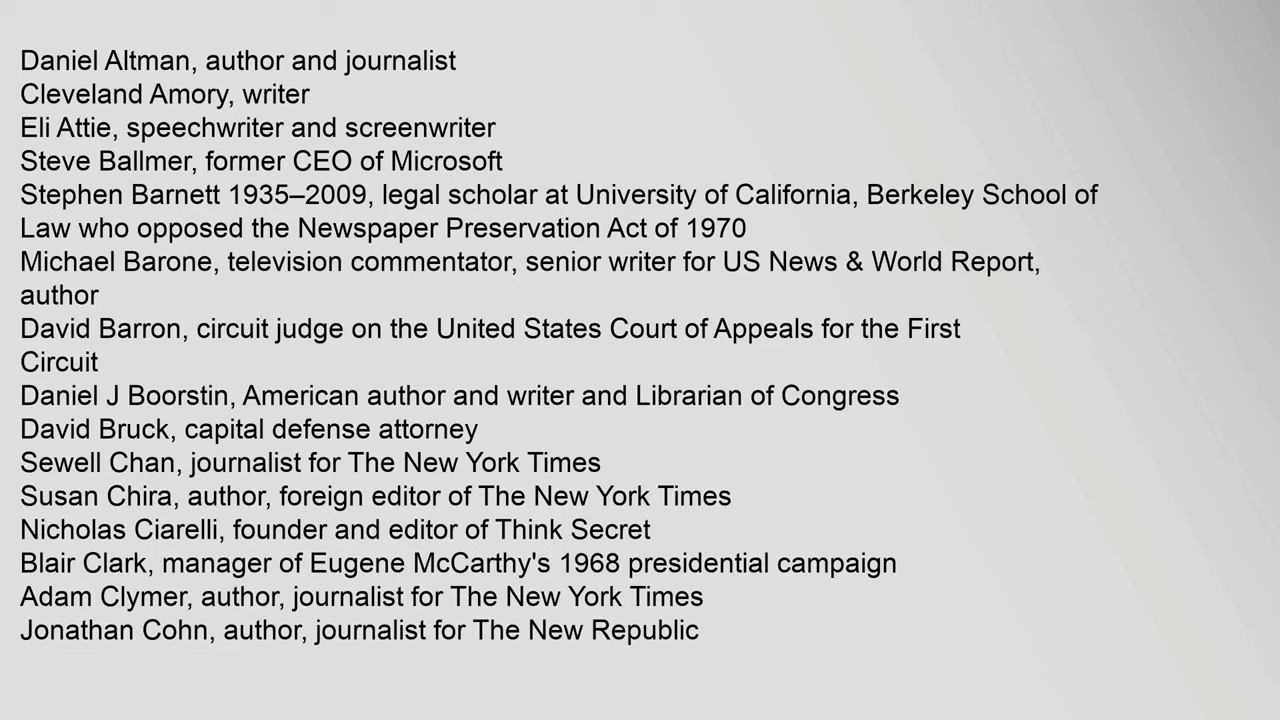 Daniel Altman, author and journalist
Cleveland Amory, writer
Eli Attie, speechwriter and screenwriter
Steve Ballmer, former CEO of Microsoft
Stephen Barnett 1935–2009, legal scholar at University of California, Berkeley School of
Law who opposed the Newspaper Preservation Act of 1970
Michael Barone, television commentator, senior writer for US News & World Report,
author
David Barron, circuit judge on the United States Court of Appeals for the First
Circuit
Daniel J Boorstin, American author and writer and Librarian of Congress
David Bruck, capital defense attorney
Sewell Chan, journalist for The New York Times
Susan Chira, author, foreign editor of The New York Times
Nicholas Ciarelli, founder and editor of Think Secret
Blair Clark, manager of Eugene McCarthy's 1968 presidential campaign
Adam Clymer, author, journalist for The New York Times
Jonathan Cohn, author, journalist for The New Republic